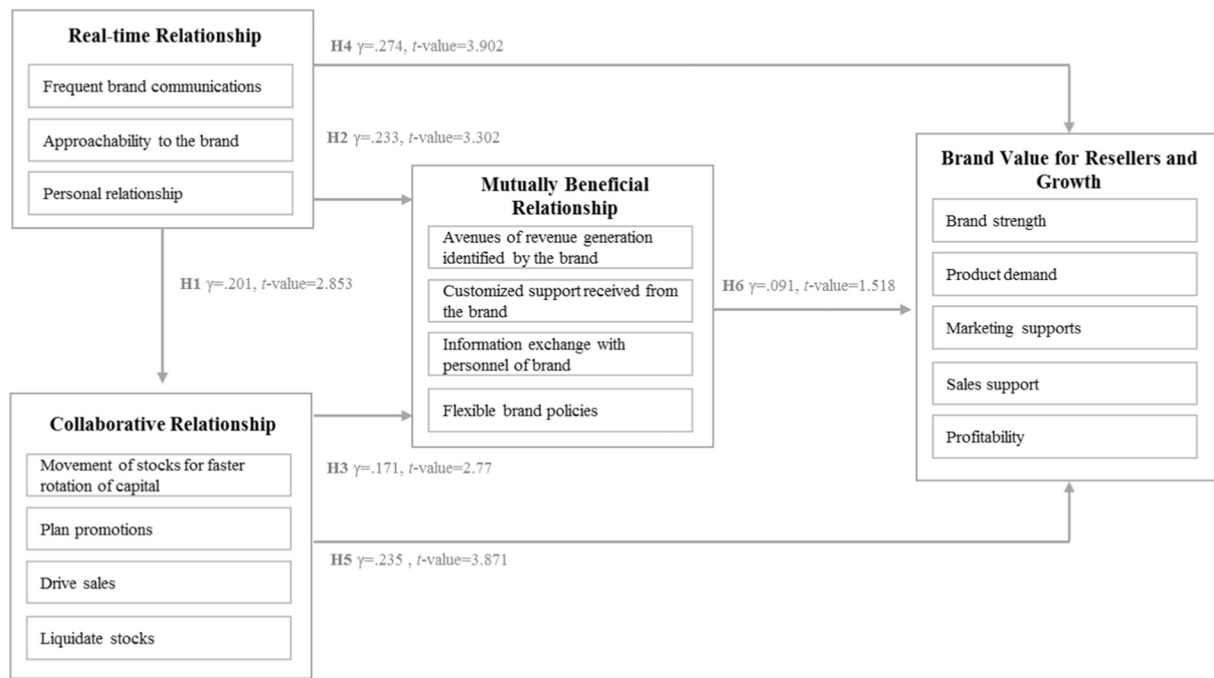 Real-time Relationship
Frequent brand communications
Approachability to the brand
Personal relationship
H4 γ=.274, t-value=3.902
H2 γ=.233, t-value=3.302
H1 γ=.201, t-value=2.853
Mutually Beneficial
Relationship
Avenues of revenue generation
identified by the brand
Customized support received from
the brand
Information exchange with
personnel of brand
Flexible brand policies
H6 γ=.091, t-value=1.518
Brand Value for Resellers and
Growth
Brand strength
Product demand
Marketing supports
Sales support
Profitability
Collaborative Relationship
Movement of stocks for faster
rotation of capital
Plan promotions
Drive sales
Liquidate stocks
H3 γ=.171, t-value=2.77
H5 γ=.235 , t-value=3.871